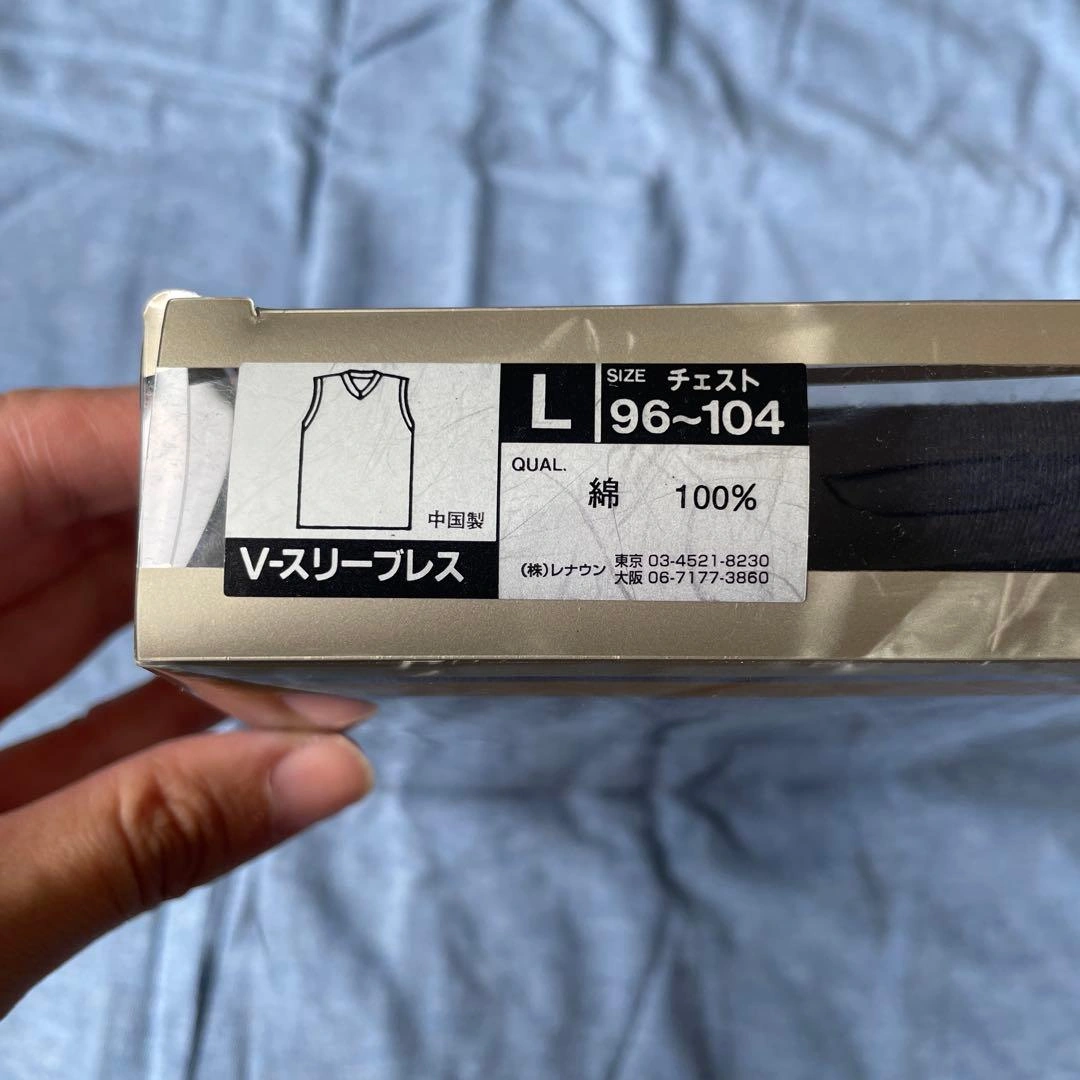 中国製
V-スリーブレス
L
SIZE チェスト
96~104
QUAL.
綿 100%
(株)レナウン 東京 03-4521-8230
大阪 06-7177-3860